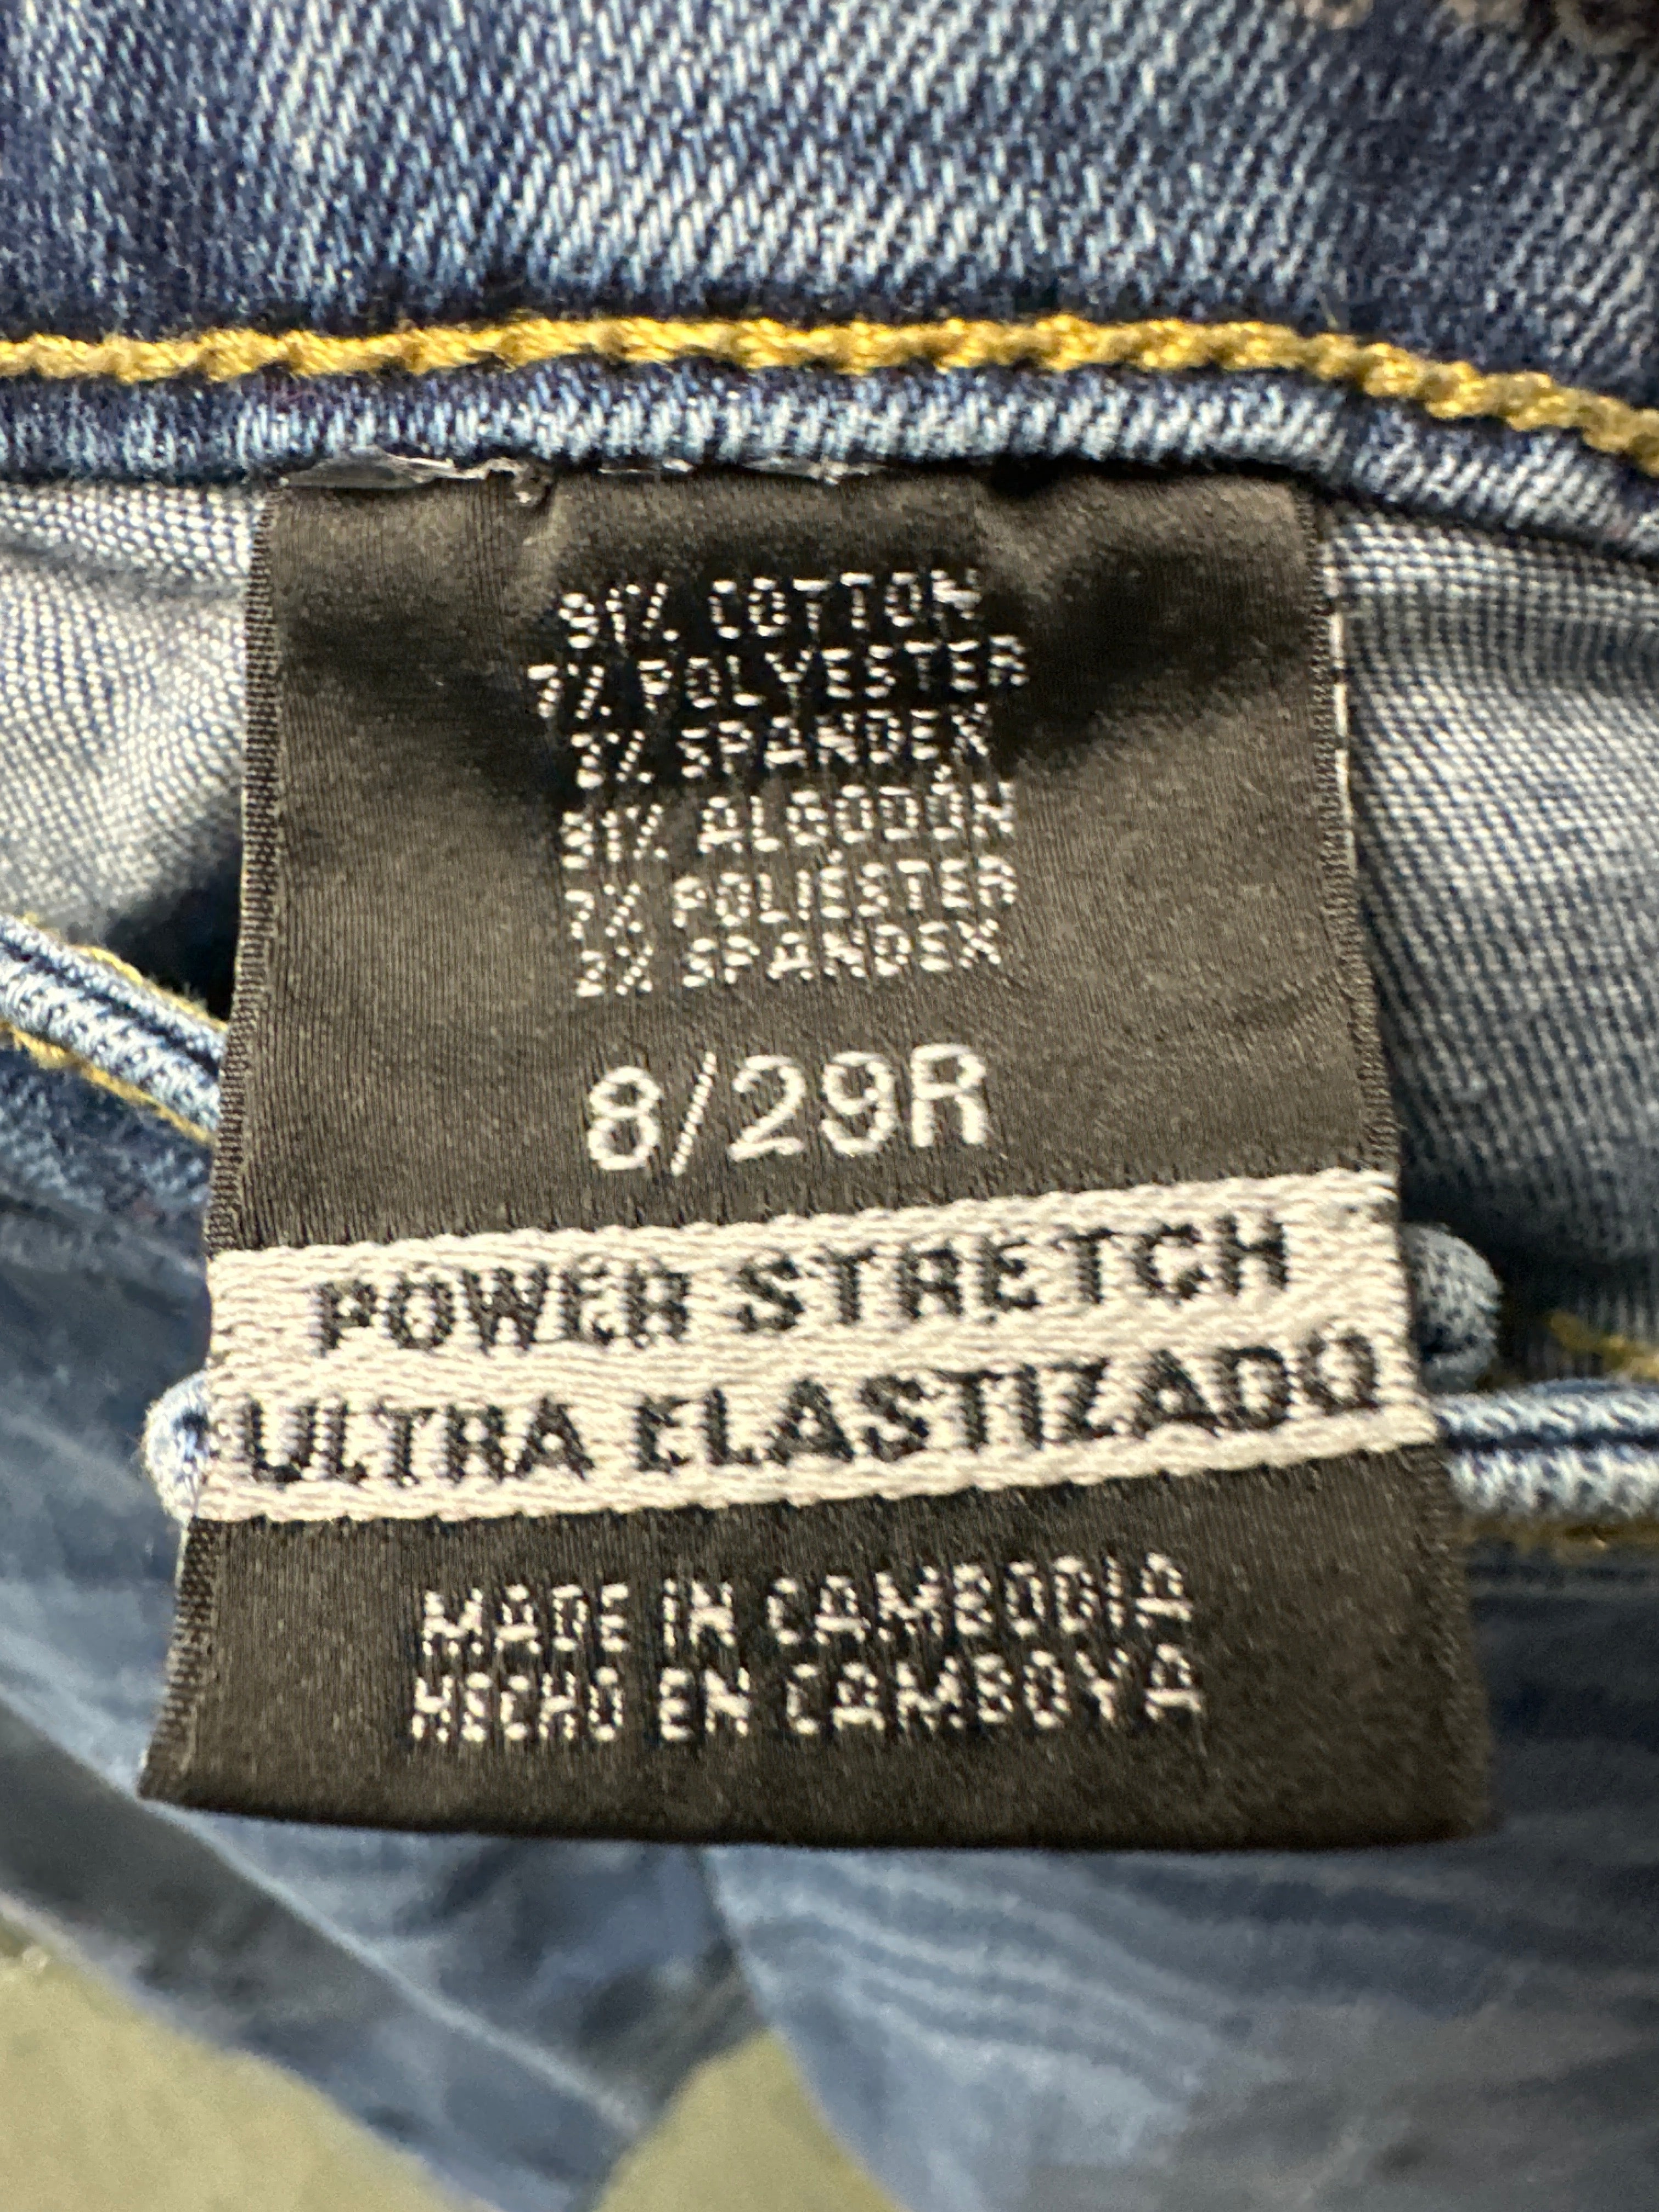 91% COTTON
7% POLYESTER
2% SPANDEX
91% ALGODÓN
7% POLIÉSTER
2% SPANDEX
8/29R
POWER STRETCH
ULTRA ELASTIZADO
MADE IN CAMBODIA
HECHO EN CAMBOYA